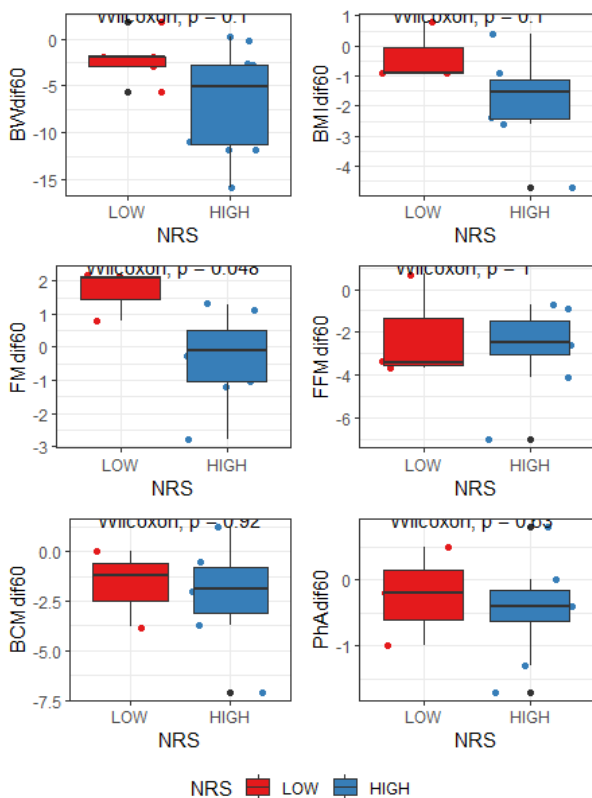 Wilcoxon, p = 0.1
Wilcoxon, p = 0.1
BWdif60
0
-5
-10
-15
LOW
HIGH
NRS
BMIdif60
1
0
-1
-2
-4
LOW
HIGH
NRS
Wilcoxon, p = 0.048
Wilcoxon, p = 1
FMdif60
2
1
0
-1
-2
-3
LOW
HIGH
NRS
FFMdif60
0
-2
-4
-6
LOW
HIGH
NRS
Wilcoxon, p = 0.92
Wilcoxon, p = 0.63
BCMdif60
0.0
-2.5
-5.0
-7.5
LOW
HIGH
NRS
PhAdif60
0
-1
LOW
HIGH
NRS
NRS LOW HIGH